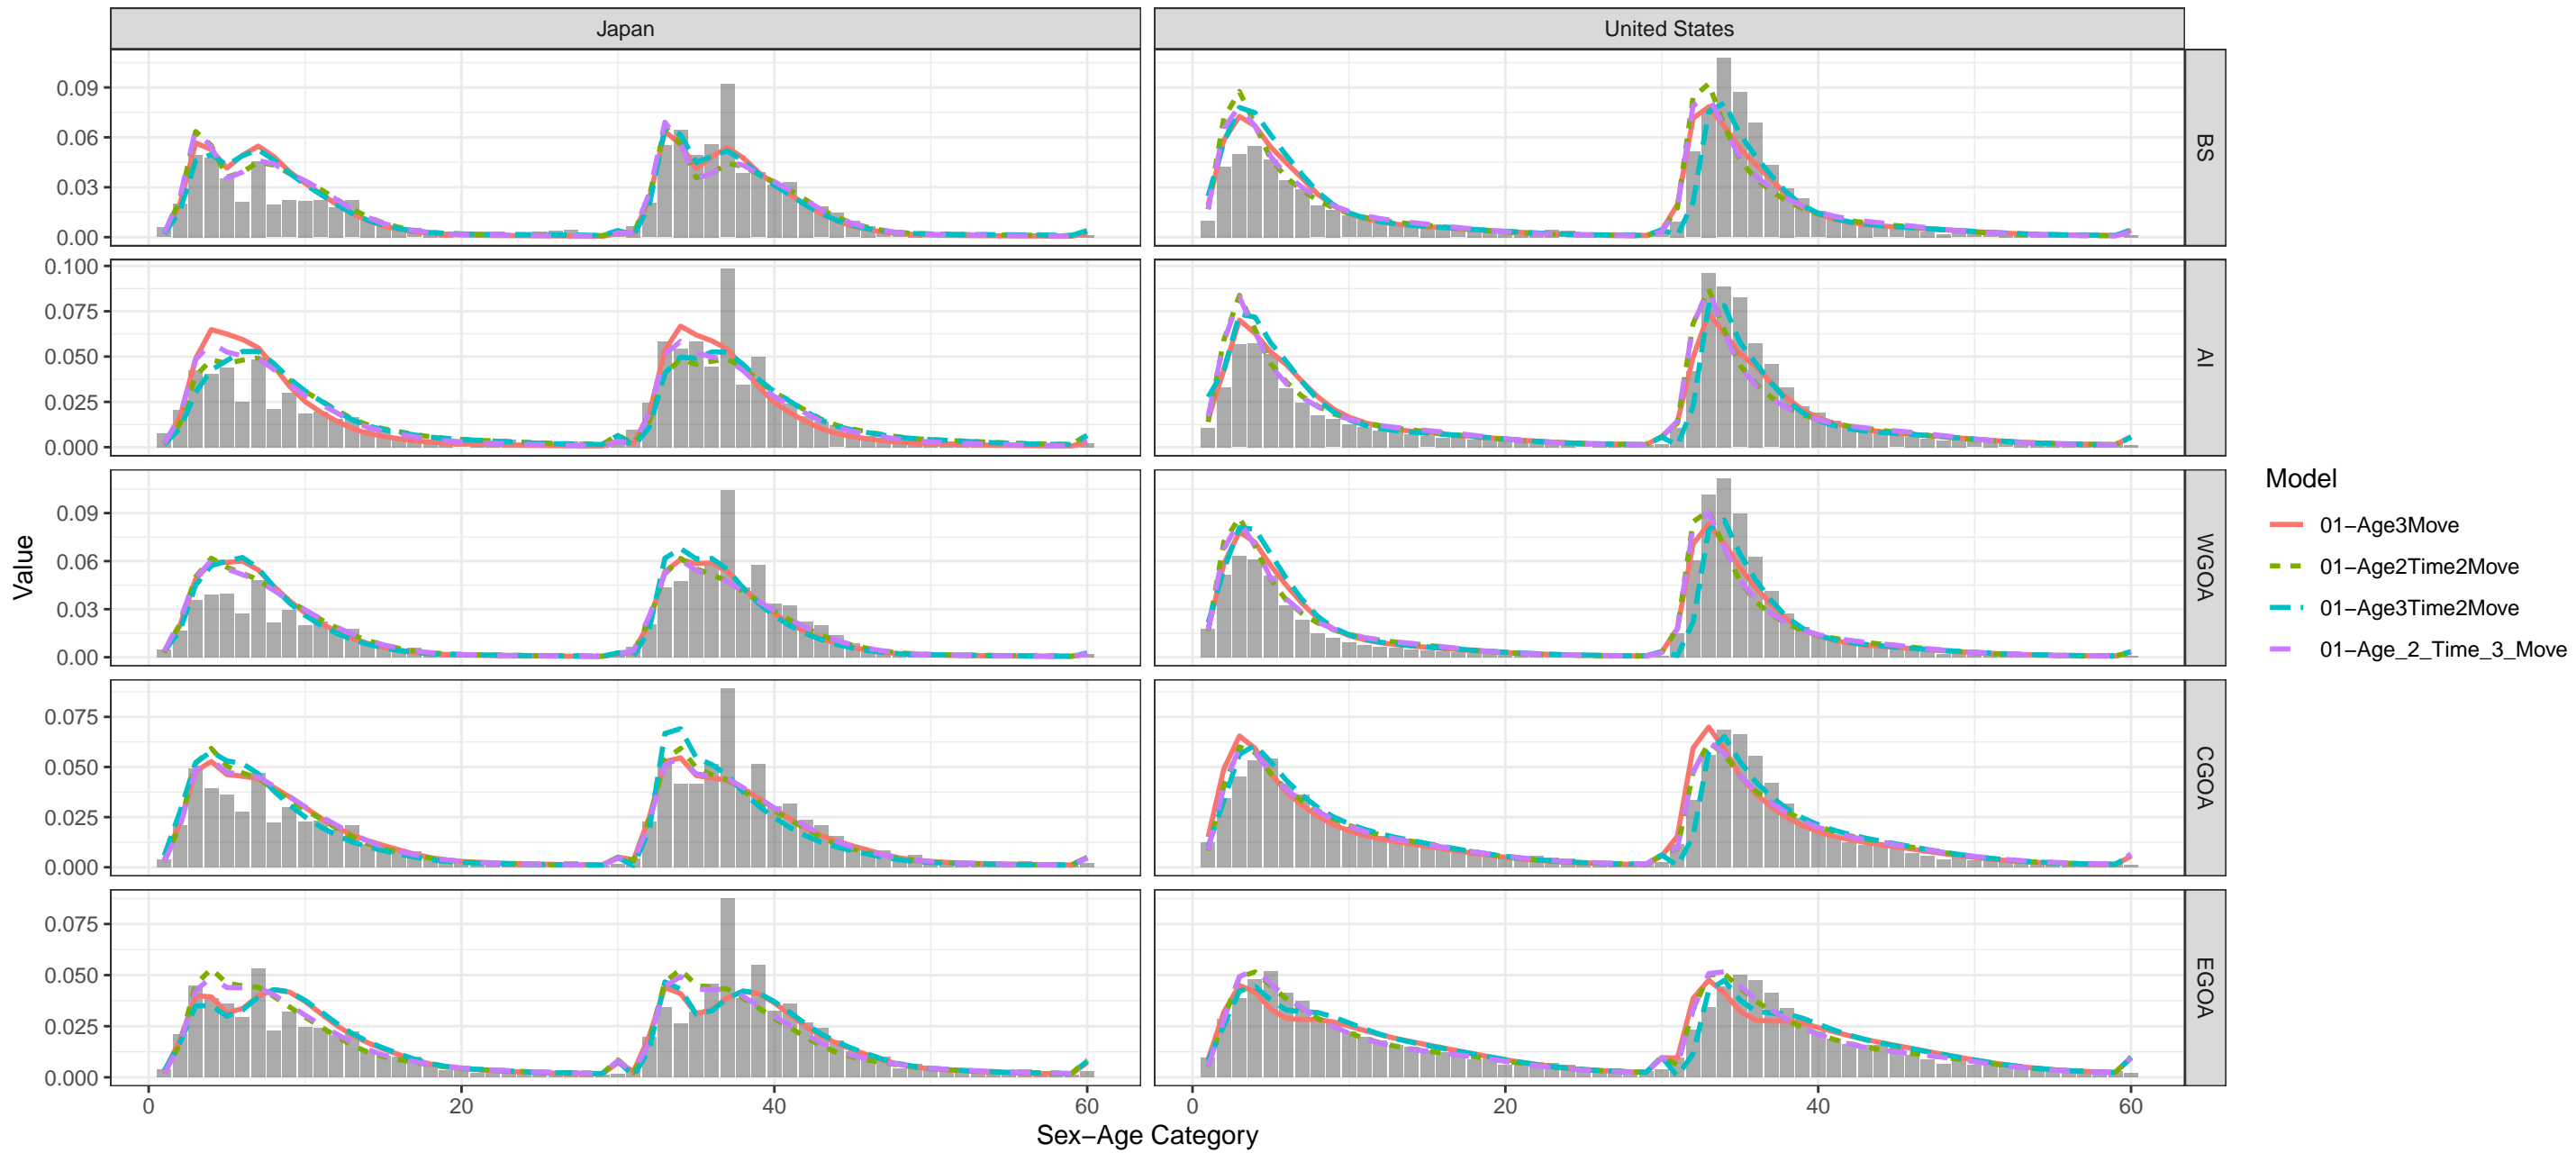 Japan
United States
0.09
0.06
0.03
0.00
BS
0.100
0.075
0.050
0.025
0.000
AI
0.09
0.06
0.03
0.00
WGOA
0.075
0.050
0.025
0.000
CGOA
0.075
0.050
0.025
0.000
EGOA
Value
0 20 40 60
0 20 40 60
Sex−Age Category
Model
01−Age3Move
01−Age2Time2Move
01−Age3Time2Move
01−Age_2_Time_3_Move